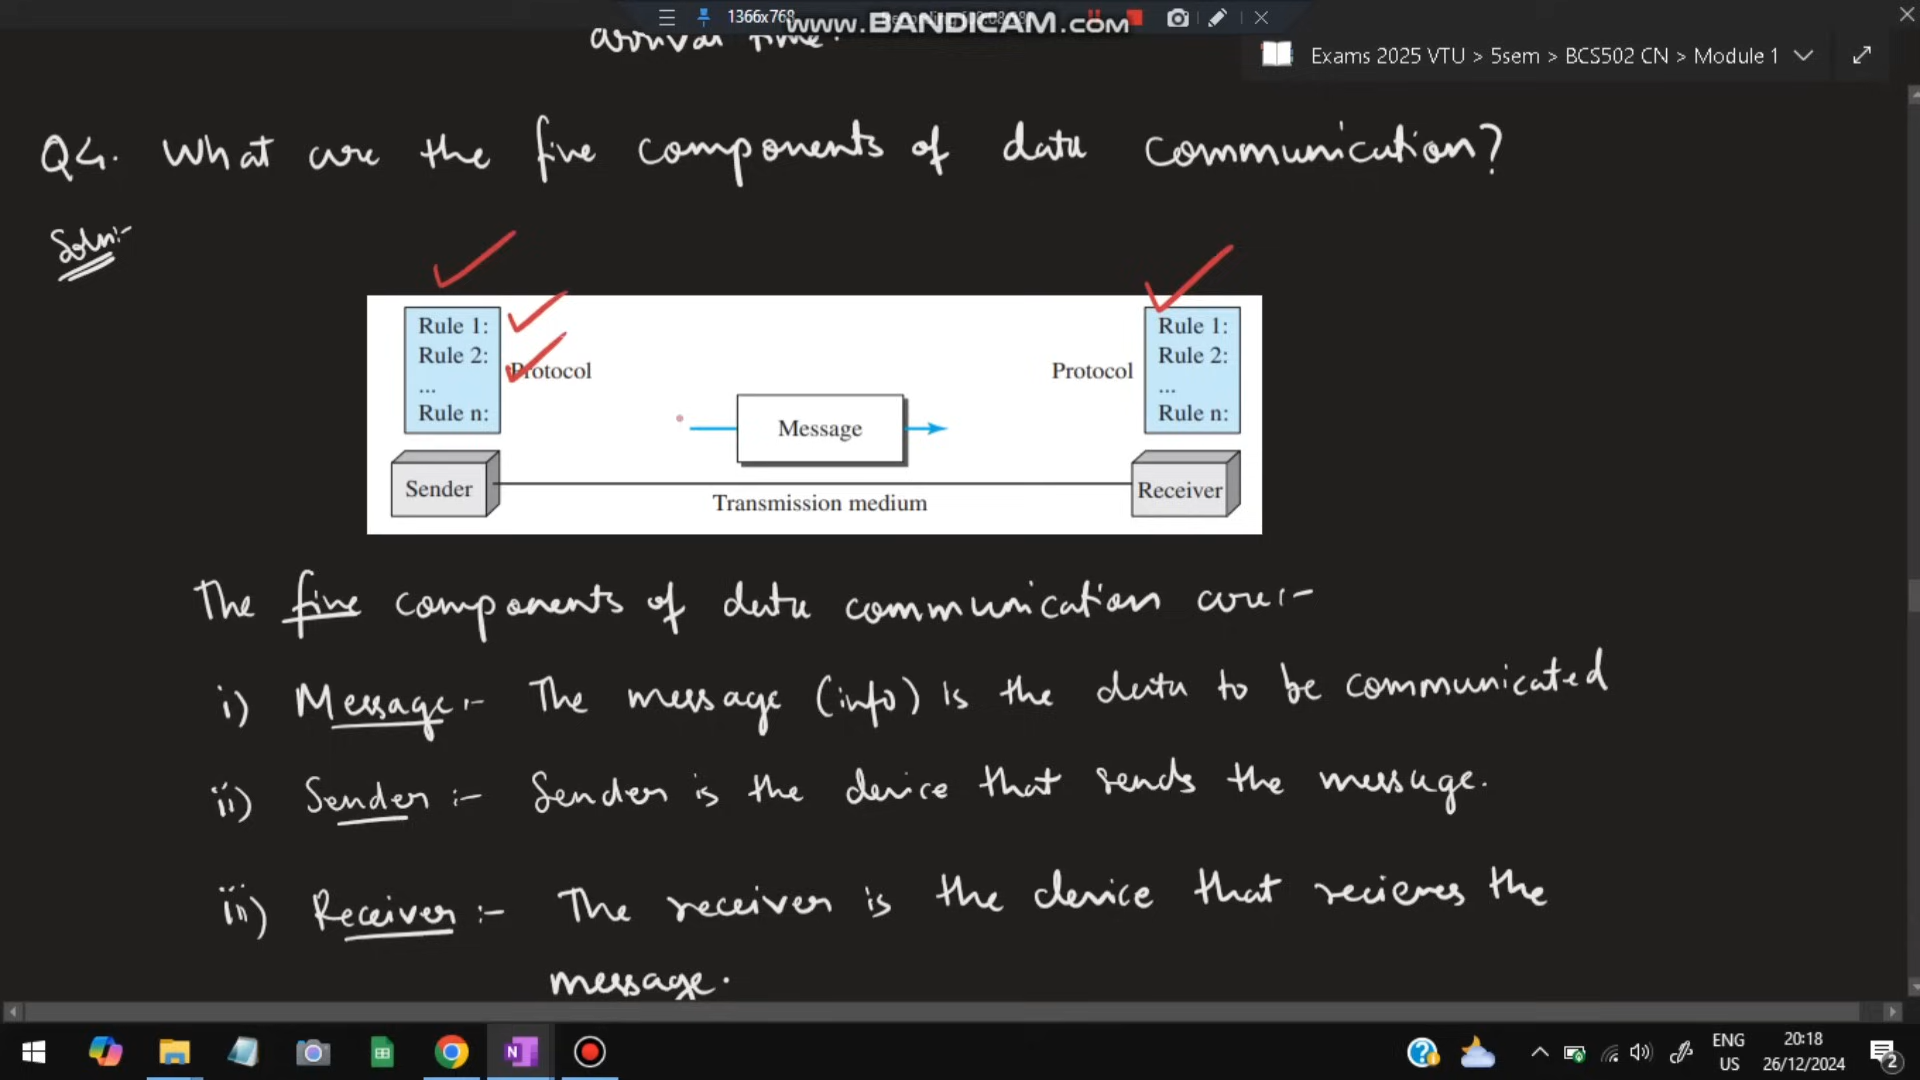 1366x768
www.BANDICAM.com
arrival time.
Exams 2025 VTU > 5sem > BCS502 CN > Module 1
Q4. What are the five components of data communication?
Soln:-
Rule 1:
Rule 2:
...
Rule n:
Protocol
Sender
Message
Transmission medium
Protocol
Rule 1:
Rule 2:
...
Rule n:
Receiver
The five components of data communication are:-
i) Message:- The message (info) is the data to be communicated
ii) Sender:- Sender is the device that sends the message.
iii) Receiver:- The receiver is the device that recieves the
message.
ENG
US
20:18
26/12/2024
2